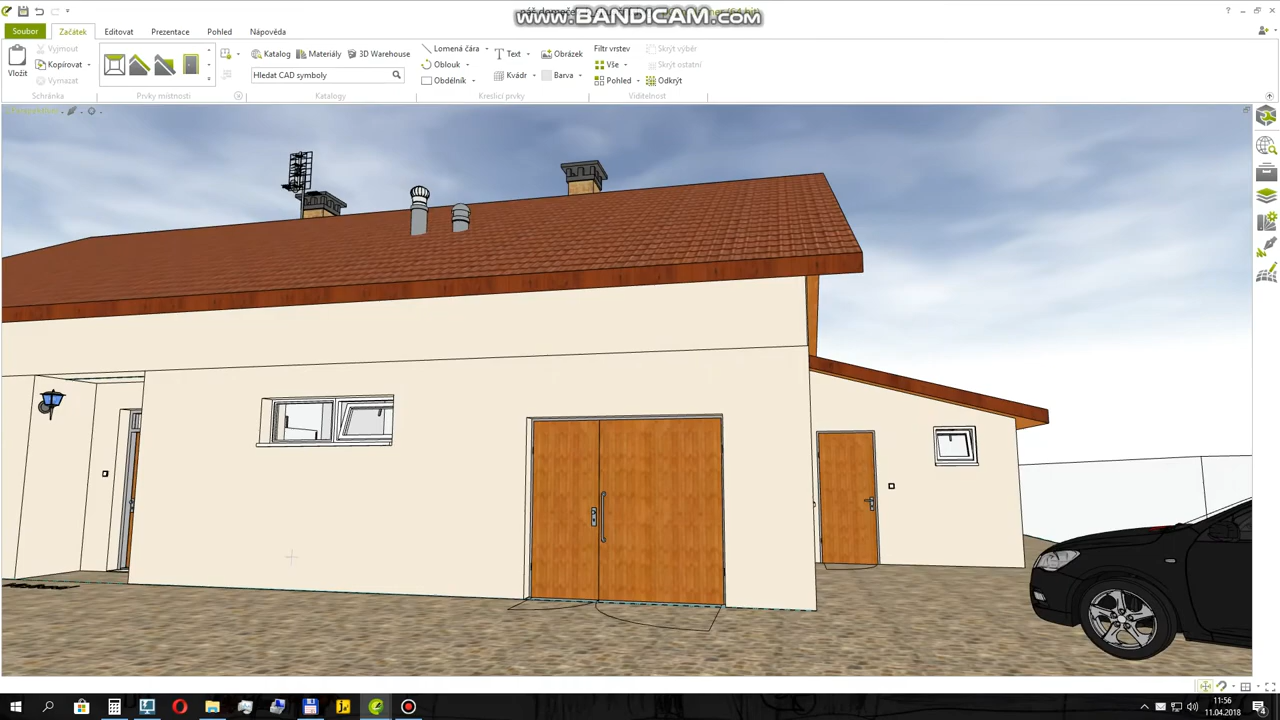 www.BANDICAM.com
Soubor Začátek Editovat Prezentace Pohled Nápověda
Vložit
Vyjmout
Kopírovat
Vymazat
Schránka
Prvky místnosti
Katalog Materiály 3D Warehouse
Hledat CAD symboly
Katalogy
Lomená čára Text Obrázek
Oblouk Kvádr Barva
Obdélník
Kreslicí prvky
Filtr vrstev Skrýt výběr
Vše Skrýt ostatní
Pohled Odkrýt
Viditelnost
11:56
11.04.2018
4